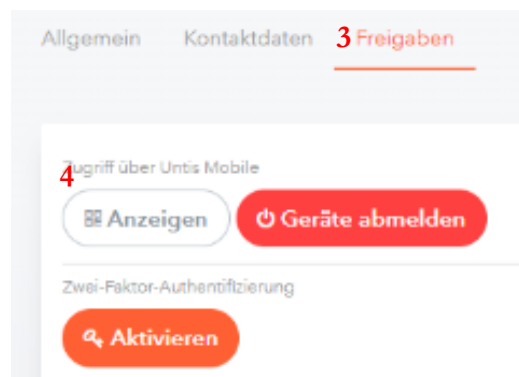 Allgemein Kontaktdaten 3 Freigaben
4 Zugriff über Untis Mobile
Anzeigen Geräte abmelden
Zwei-Faktor-Authentifizierung
Aktivieren